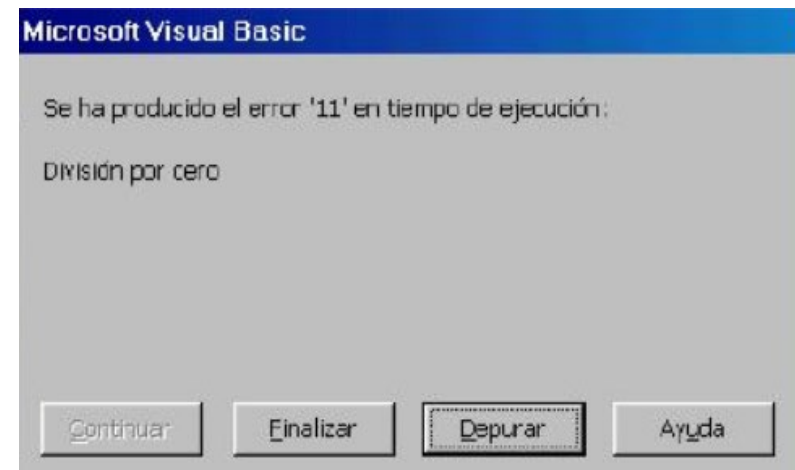 Microsoft Visual Basic
Se ha producido el error '11' en tiempo de ejecución:
División por cero
Continuar Finalizar Depurar Ayuda